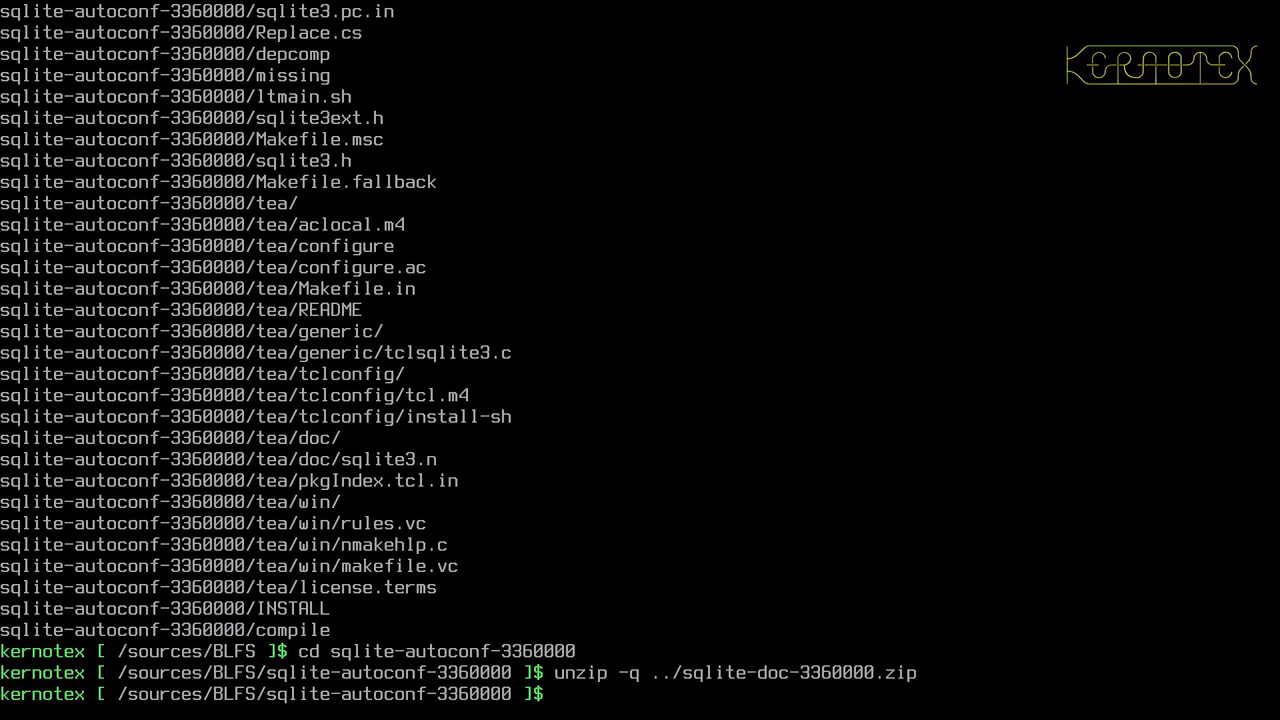 sqlite-autoconf-3360000/sqlite3.pc.in
KERNOTEX
sqlite-autoconf-3360000/Replace.cs
sqlite-autoconf-3360000/depcomp
sqlite-autoconf-3360000/missing
sqlite-autoconf-3360000/ltmain.sh
sqlite-autoconf-3360000/sqlite3ext.h
sqlite-autoconf-3360000/Makefile.msc
sqlite-autoconf-3360000/sqlite3.h
sqlite-autoconf-3360000/Makefile.fallback
sqlite-autoconf-3360000/tea/
sqlite-autoconf-3360000/tea/aclocal.m4
sqlite-autoconf-3360000/tea/configure
sqlite-autoconf-3360000/tea/configure.ac
sqlite-autoconf-3360000/tea/Makefile.in
sqlite-autoconf-3360000/tea/README
sqlite-autoconf-3360000/tea/generic/
sqlite-autoconf-3360000/tea/generic/tclsqlite3.c
sqlite-autoconf-3360000/tea/tclconfig/
sqlite-autoconf-3360000/tea/tclconfig/tcl.m4
sqlite-autoconf-3360000/tea/tclconfig/install-sh
sqlite-autoconf-3360000/tea/doc/
sqlite-autoconf-3360000/tea/doc/sqlite3.n
sqlite-autoconf-3360000/tea/pkgIndex.tcl.in
sqlite-autoconf-3360000/tea/win/
sqlite-autoconf-3360000/tea/win/rules.vc
sqlite-autoconf-3360000/tea/win/nmakehlp.c
sqlite-autoconf-3360000/tea/win/makefile.vc
sqlite-autoconf-3360000/tea/license.terms
sqlite-autoconf-3360000/INSTALL
sqlite-autoconf-3360000/compile
kernotex [ /sources/BLFS ]$ cd sqlite-autoconf-3360000
kernotex [ /sources/BLFS/sqlite-autoconf-3360000 ]$ unzip -q ../sqlite-doc-3360000.zip
kernotex [ /sources/BLFS/sqlite-autoconf-3360000 ]$